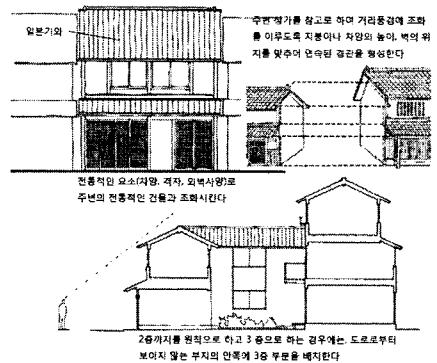 일본기와
주변 상가를 참고로 하며 거리풍경에 조화
를 이루도록 지붕이나 차양의 높이, 벽의 위
치를 맞추어 연속된 경관을 형성한다
전통적인 요소(차양, 격자, 외벽사양)로
주변의 전통적인 건물과 조화시킨다
2층까지를 원칙으로 하고 3 층으로 하는 경우에는, 도로로부터
보이지 않는 부지의 안쪽에 3층 부분을 배치한다